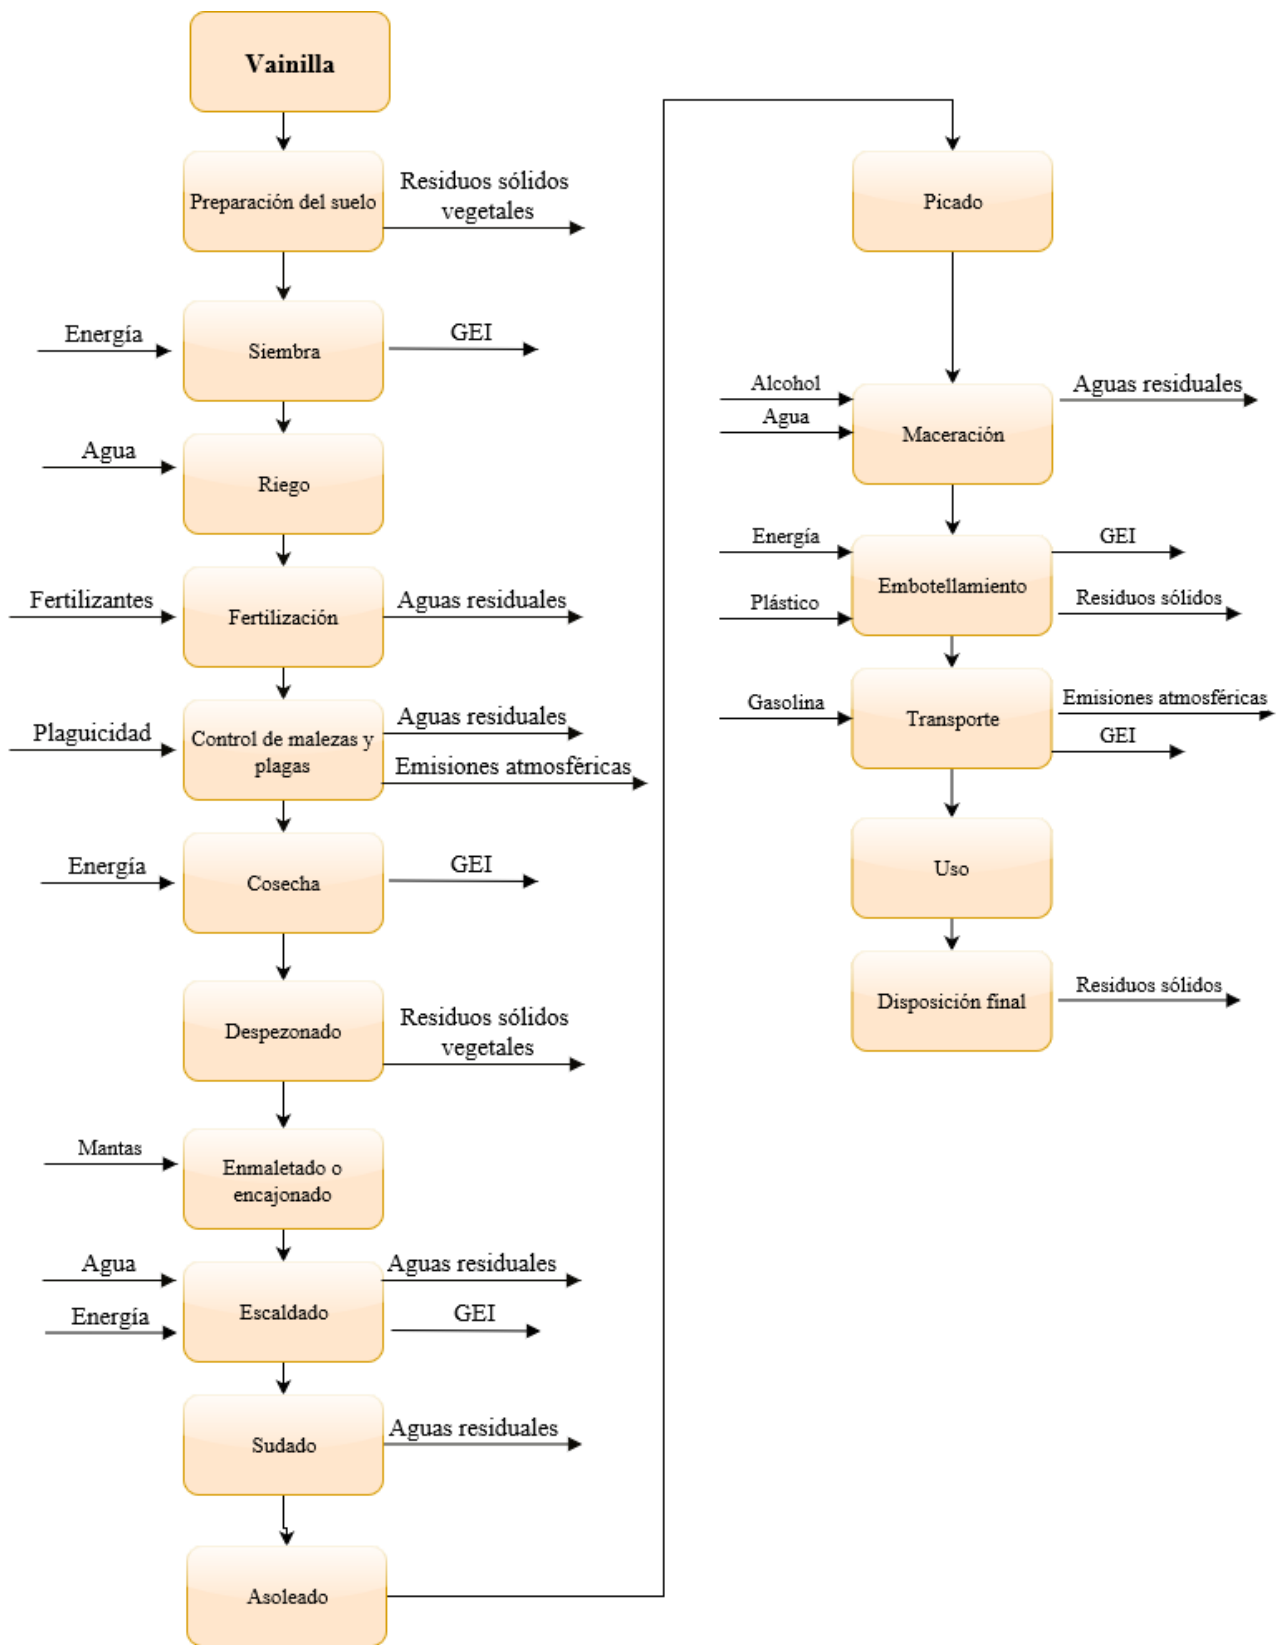 Vainilla
Preparación del suelo
Residuos sólidos
vegetales
Energía
Siembra
GEI
Agua
Riego
Fertilizantes
Fertilización
Aguas residuales
Plaguicidad
Control de malezas y
plagas
Aguas residuales
Emisiones atmosféricas
Energía
Cosecha
GEI
Despezonado
Residuos sólidos
vegetales
Mantas
Enmaletado o
encajonado
Agua
Energía
Escaldado
Aguas residuales
GEI
Sudado
Aguas residuales
Asoleado
Picado
Alcohol
Agua
Maceración
Aguas residuales
Energía
Plástico
Embotellamiento
GEI
Residuos sólidos
Gasolina
Transporte
Emisiones atmosféricas
GEI
Uso
Disposición final
Residuos sólidos